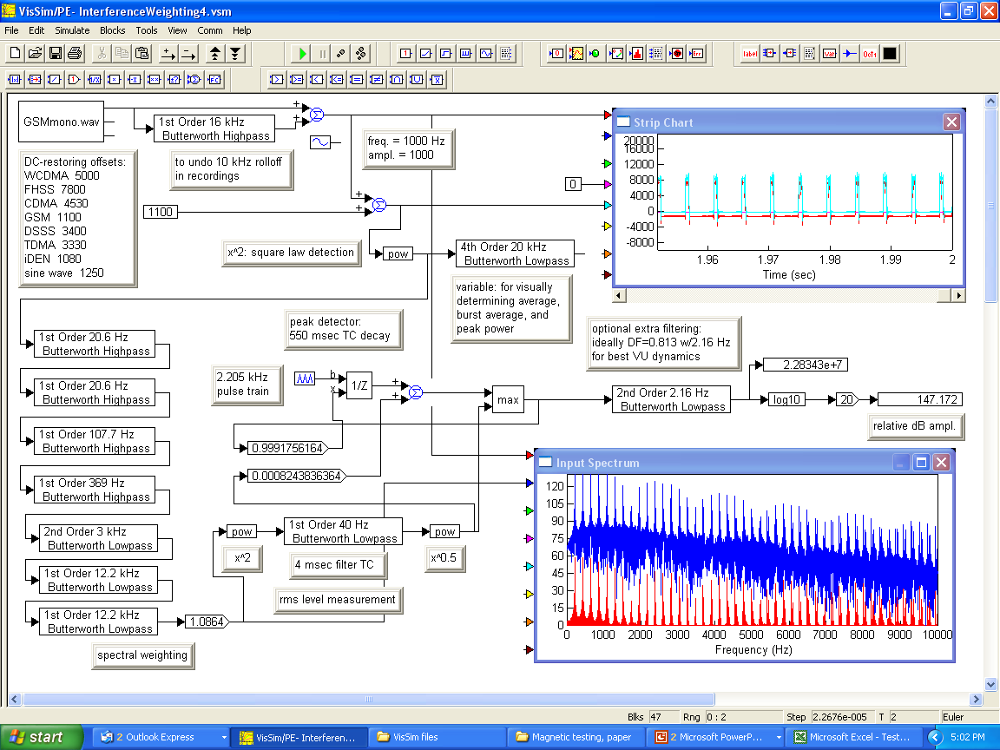 VisSim/PE- InterferenceWeighting4.vsm
File Edit Simulate Blocks Tools View Comm Help
GSMmono.wav
1st Order 16 kHz
Butterworth Highpass
to undo 10 kHz rolloff
in recordings
freq. = 1000 Hz
ampl. = 1000
DC-restoring offsets:
WCDMA 5000
FHSS 7800
CDMA 4530
GSM 1100
DSSS 3400
TDMA 3330
iDEN 1080
sine wave 1250
1100
0
x^2: square law detection
pow
4th Order 20 kHz
Butterworth Lowpass
variable: for visually
determining average,
burst average, and
peak power
Strip Chart
20000
16000
12000
8000
4000
0
-4000
-8000
1.96 1.97 1.98 1.99 2
Time (sec)
peak detector:
550 msec TC decay
optional extra filtering:
ideally DF=0.813 w/2.16 Hz
for best VU dynamics
1st Order 20.6 Hz
Butterworth Highpass
1st Order 20.6 Hz
Butterworth Highpass
1st Order 107.7 Hz
Butterworth Highpass
1st Order 369 Hz
Butterworth Highpass
2nd Order 3 kHz
Butterworth Lowpass
1st Order 12.2 kHz
Butterworth Lowpass
1st Order 12.2 kHz
Butterworth Lowpass
1.0864
spectral weighting
2.205 kHz
pulse train
b
x
1/Z
max
0.9991756164
0.0008243836364
2nd Order 2.16 Hz
Butterworth Lowpass
2.28343e+7
log10
20
147.172
relative dB ampl.
pow
x^2
1st Order 40 Hz
Butterworth Lowpass
4 msec filter TC
pow
x^0.5
rms level measurement
Input Spectrum
120
105
90
75
60
45
30
15
0
0 1000 2000 3000 4000 5000 6000 7000 8000 9000 10000
Frequency (Hz)
Blks 47 Rng 0 : 2 Step 2.2676e-005 T 2 Euler
start 2 Outlook Express VisSim/PE- Interferen... VisSim files Magnetic testing, paper 2 Microsoft PowerP... Microsoft Excel - Test... 5:02 PM